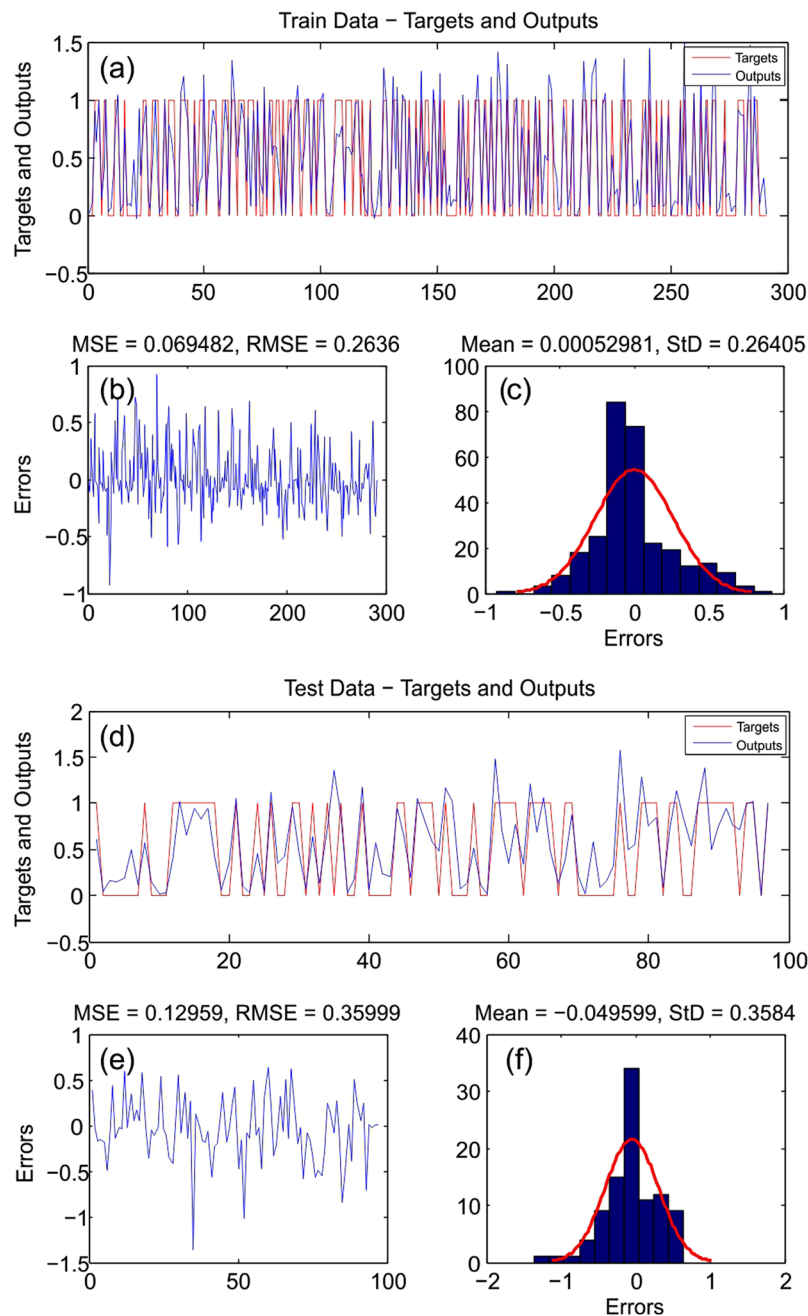 Train Data − Targets and Outputs
(a)
Targets
Outputs
Targets and Outputs
1.5
1
0.5
0
−0.5
0 50 100 150 200 250 300
MSE = 0.069482, RMSE = 0.2636
(b)
Errors
1
0.5
0
−0.5
−1
0 100 200 300
Mean = 0.00052981, StD = 0.26405
(c)
100
80
60
40
20
0
−1 −0.5 0 0.5 1
Errors
Test Data − Targets and Outputs
(d)
Targets
Outputs
Targets and Outputs
2
1.5
1
0.5
0
−0.5
0 20 40 60 80 100
MSE = 0.12959, RMSE = 0.35999
(e)
Errors
1
0.5
0
−0.5
−1
−1.5
0 50 100
Mean = −0.049599, StD = 0.3584
(f)
40
30
20
10
0
−2 −1 0 1 2
Errors